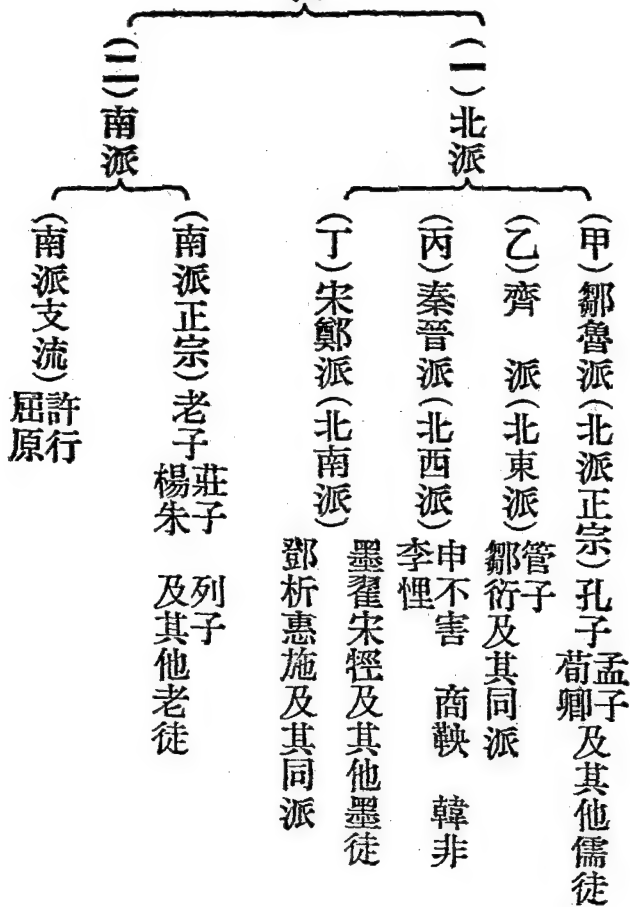 (一)北派
(甲)鄒魯派(北派正宗)孔子 孟子 荀卿 及其他儒徒
(乙)齊　派(北東派) 管子 鄒衍及其同派
(丙)秦晉派(北西派) 申不害　商鞅　韓非 李悝
(丁)宋鄭派(北南派) 墨翟宋牼及其他墨徒 鄧析惠施及其同派
(二)南派
(南派正宗)老子 莊子　列子 楊朱　及其他老徒
(南派支流) 許行 屈原